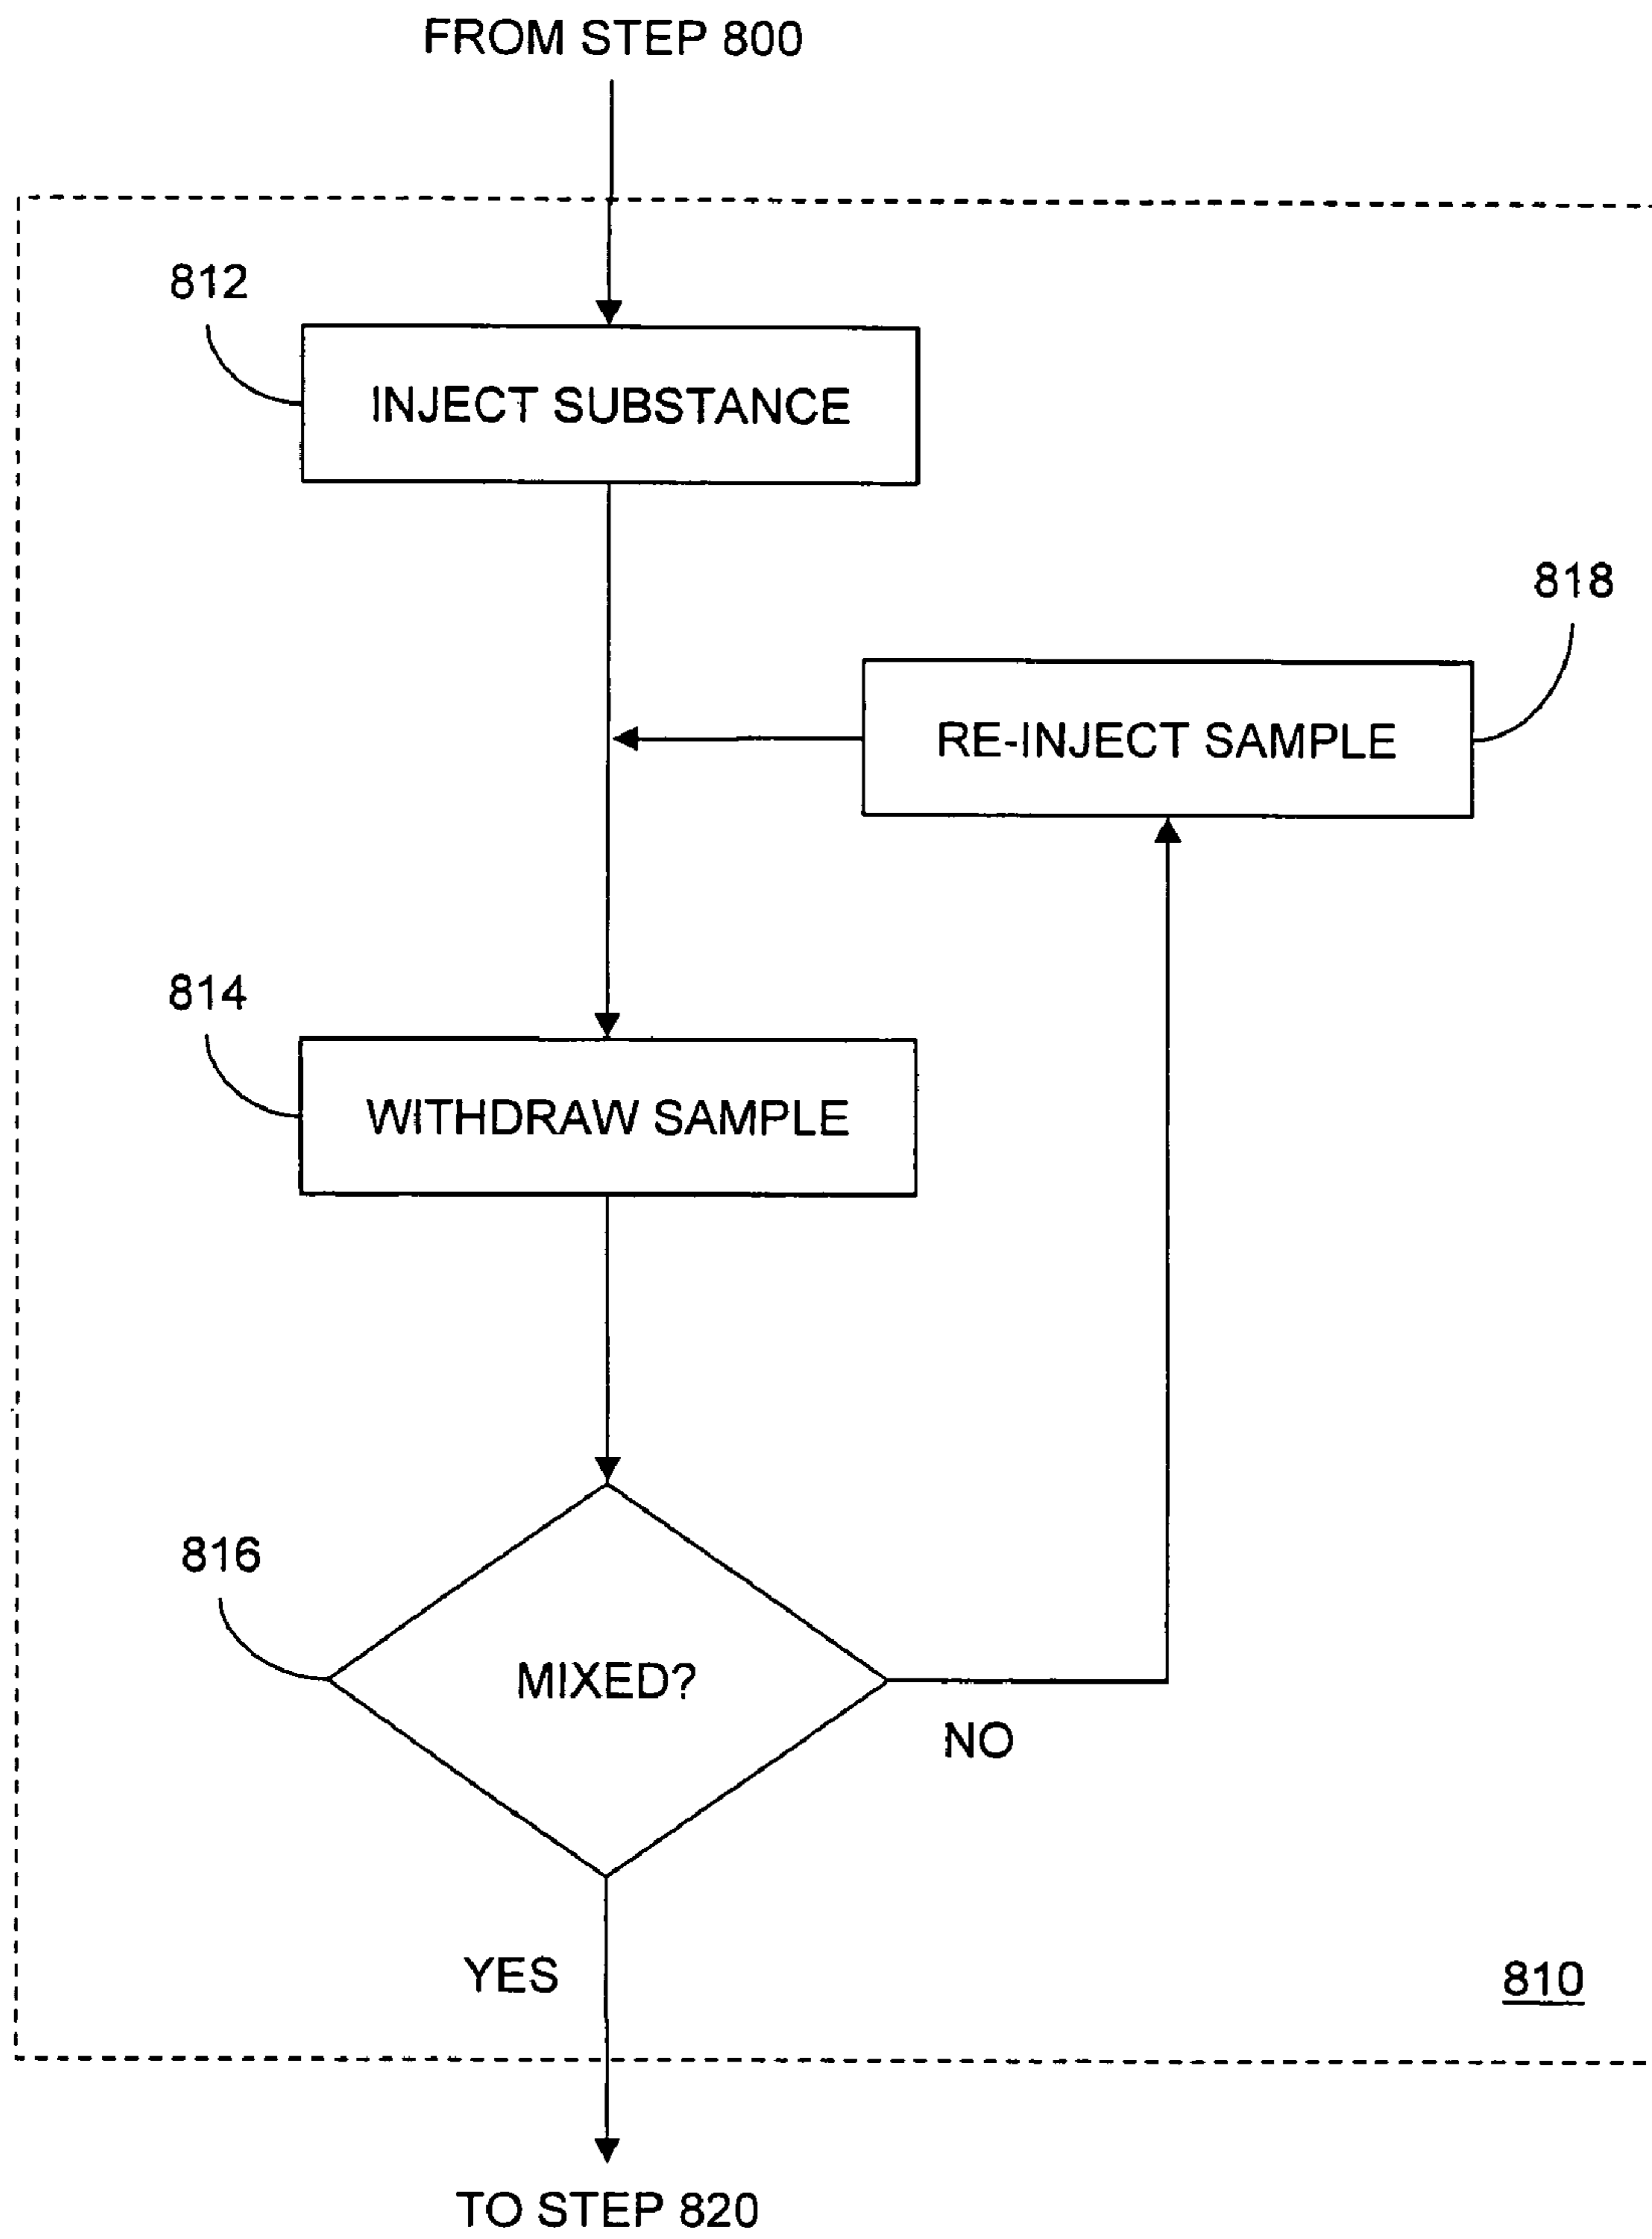 FROM STEP 800
812
INJECT SUBSTANCE
818
RE-INJECT SAMPLE
814
WITHDRAW SAMPLE
816
MIXED?
NO
YES
810
TO STEP 820